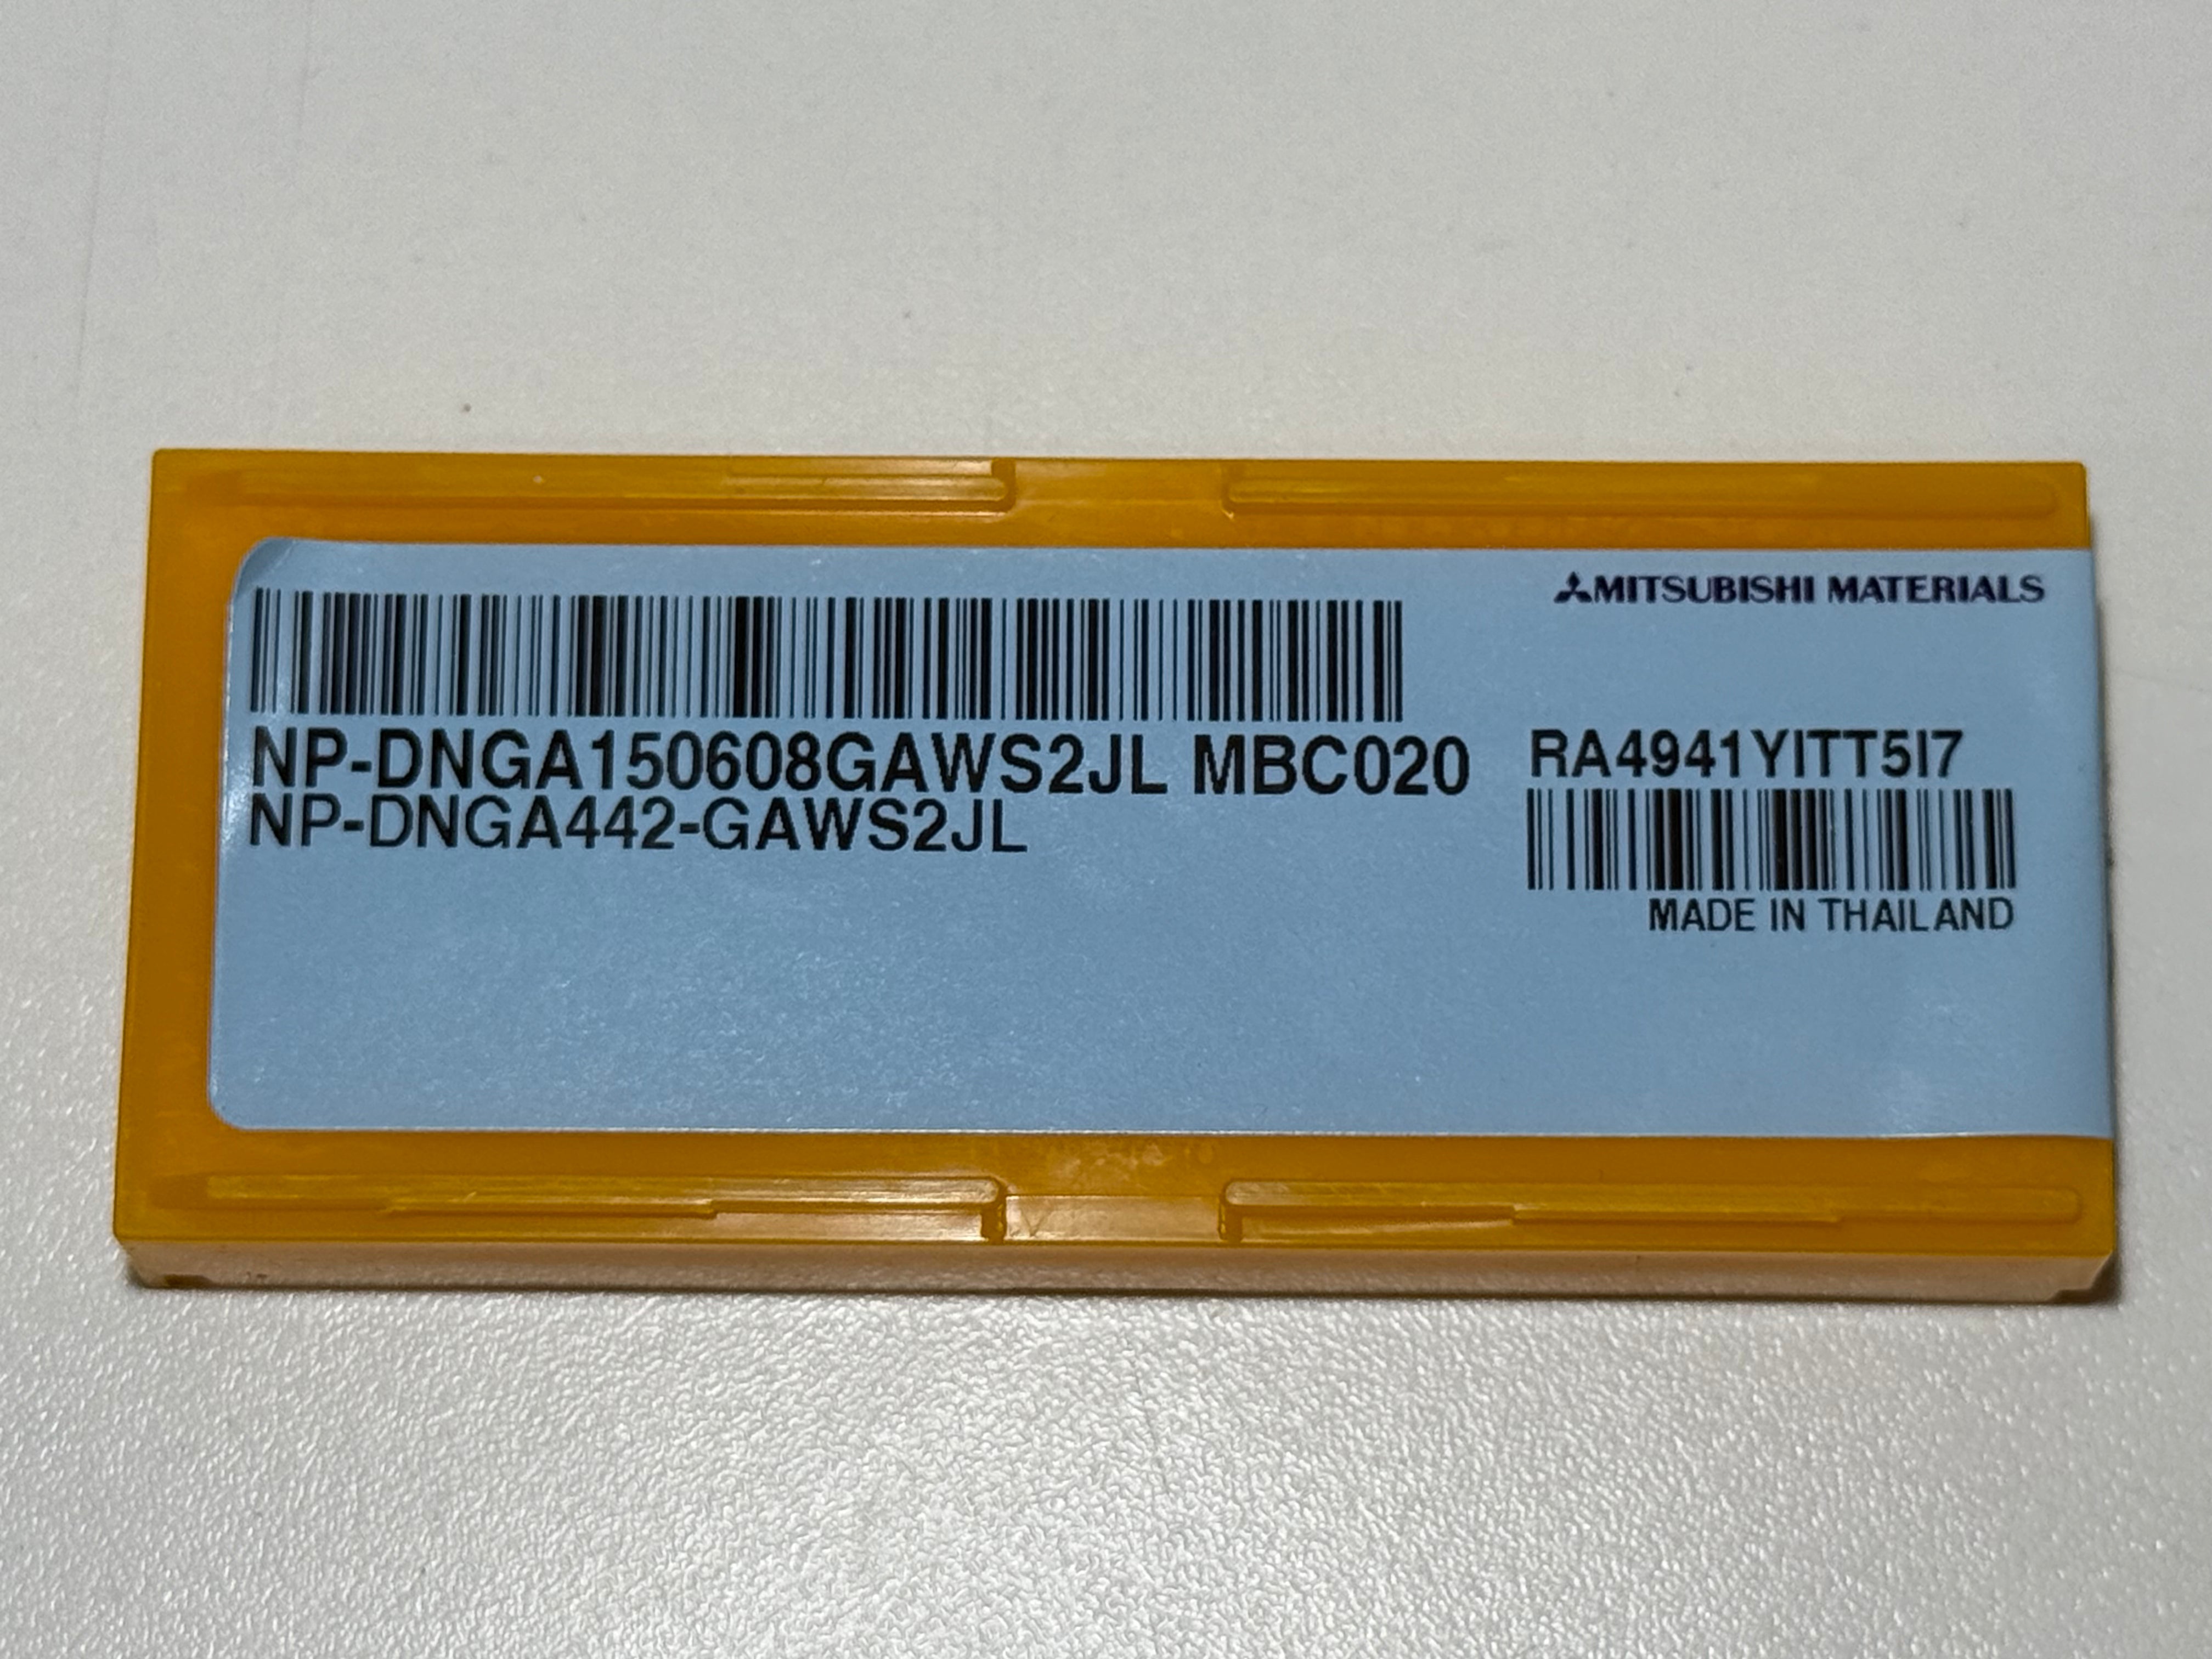 MITSUBISHI MATERIALS
NP-DNGA150608GAWS2JL MBC020
NP-DNGA442-GAWS2JL
RA4941YITT5I7
MADE IN THAILAND